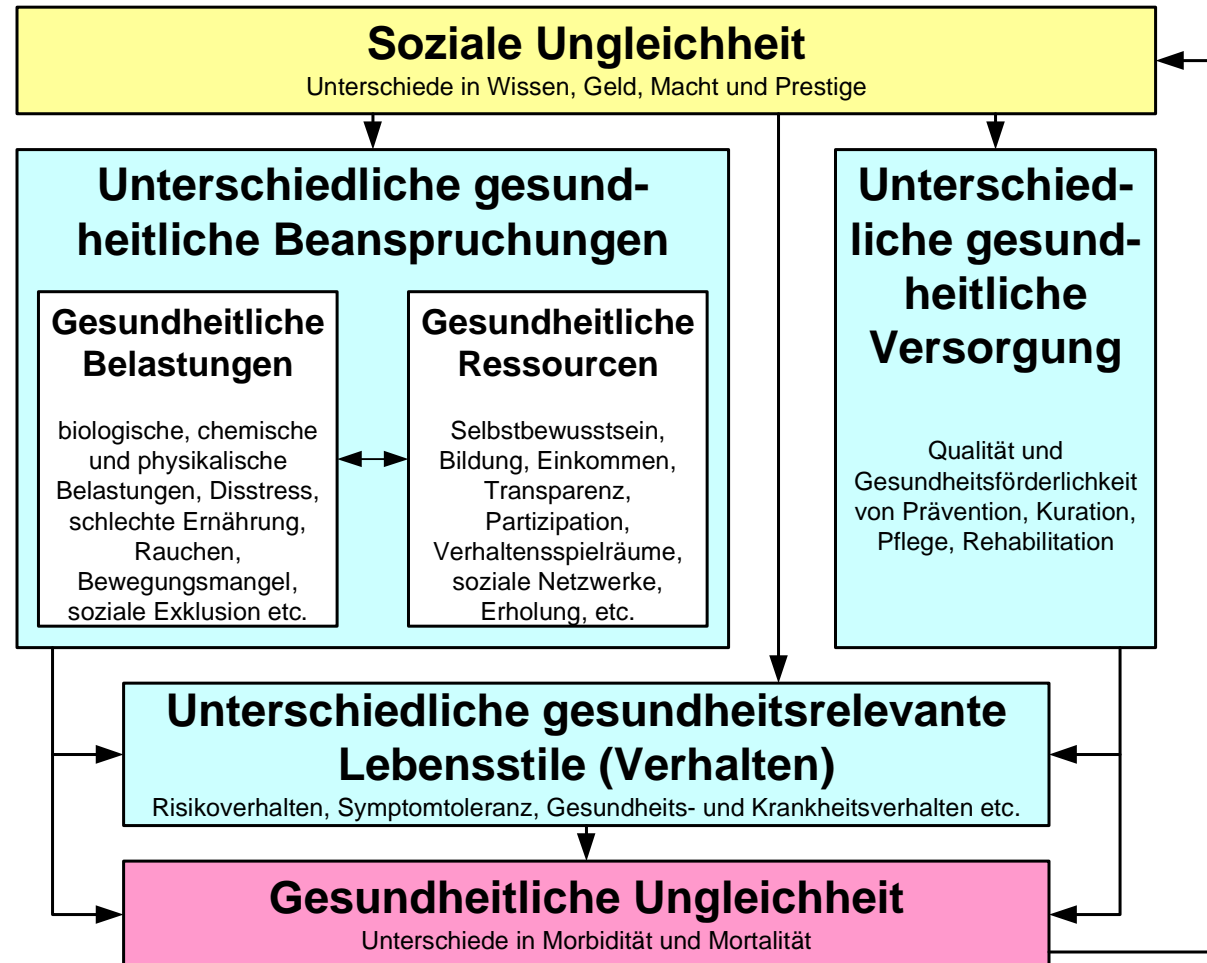 Soziale Ungleichheit
Unterschiede in Wissen, Geld, Macht und Prestige
Unterschiedliche gesund-
heitliche Beanspruchungen
Gesundheitliche
Belastungen
biologische, chemische
und physikalische
Belastungen, Disstress,
schlechte Ernährung,
Rauchen,
Bewegungsmangel,
soziale Exklusion etc.
Gesundheitliche
Ressourcen
Selbstbewusstsein,
Bildung, Einkommen,
Transparenz,
Partizipation,
Verhaltensspielräume,
soziale Netzwerke,
Erholung, etc.
Unterschied-
liche gesund-
heitliche
Versorgung
Qualität und
Gesundheitsförderlichkeit
von Prävention, Kuration,
Pflege, Rehabilitation
Unterschiedliche gesundheitsrelevante
Lebensstile (Verhalten)
Risikoverhalten, Symptomtoleranz, Gesundheits- und Krankheitsverhalten etc.
Gesundheitliche Ungleichheit
Unterschiede in Morbidität und Mortalität